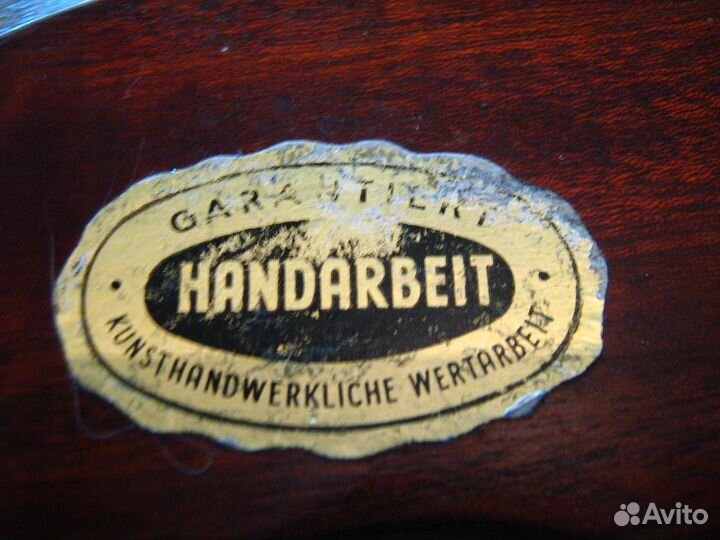 GARANTIERT
HANDARBEIT
· KUNSTHANDWERKLICHE WERTARBEIT ·
Avito